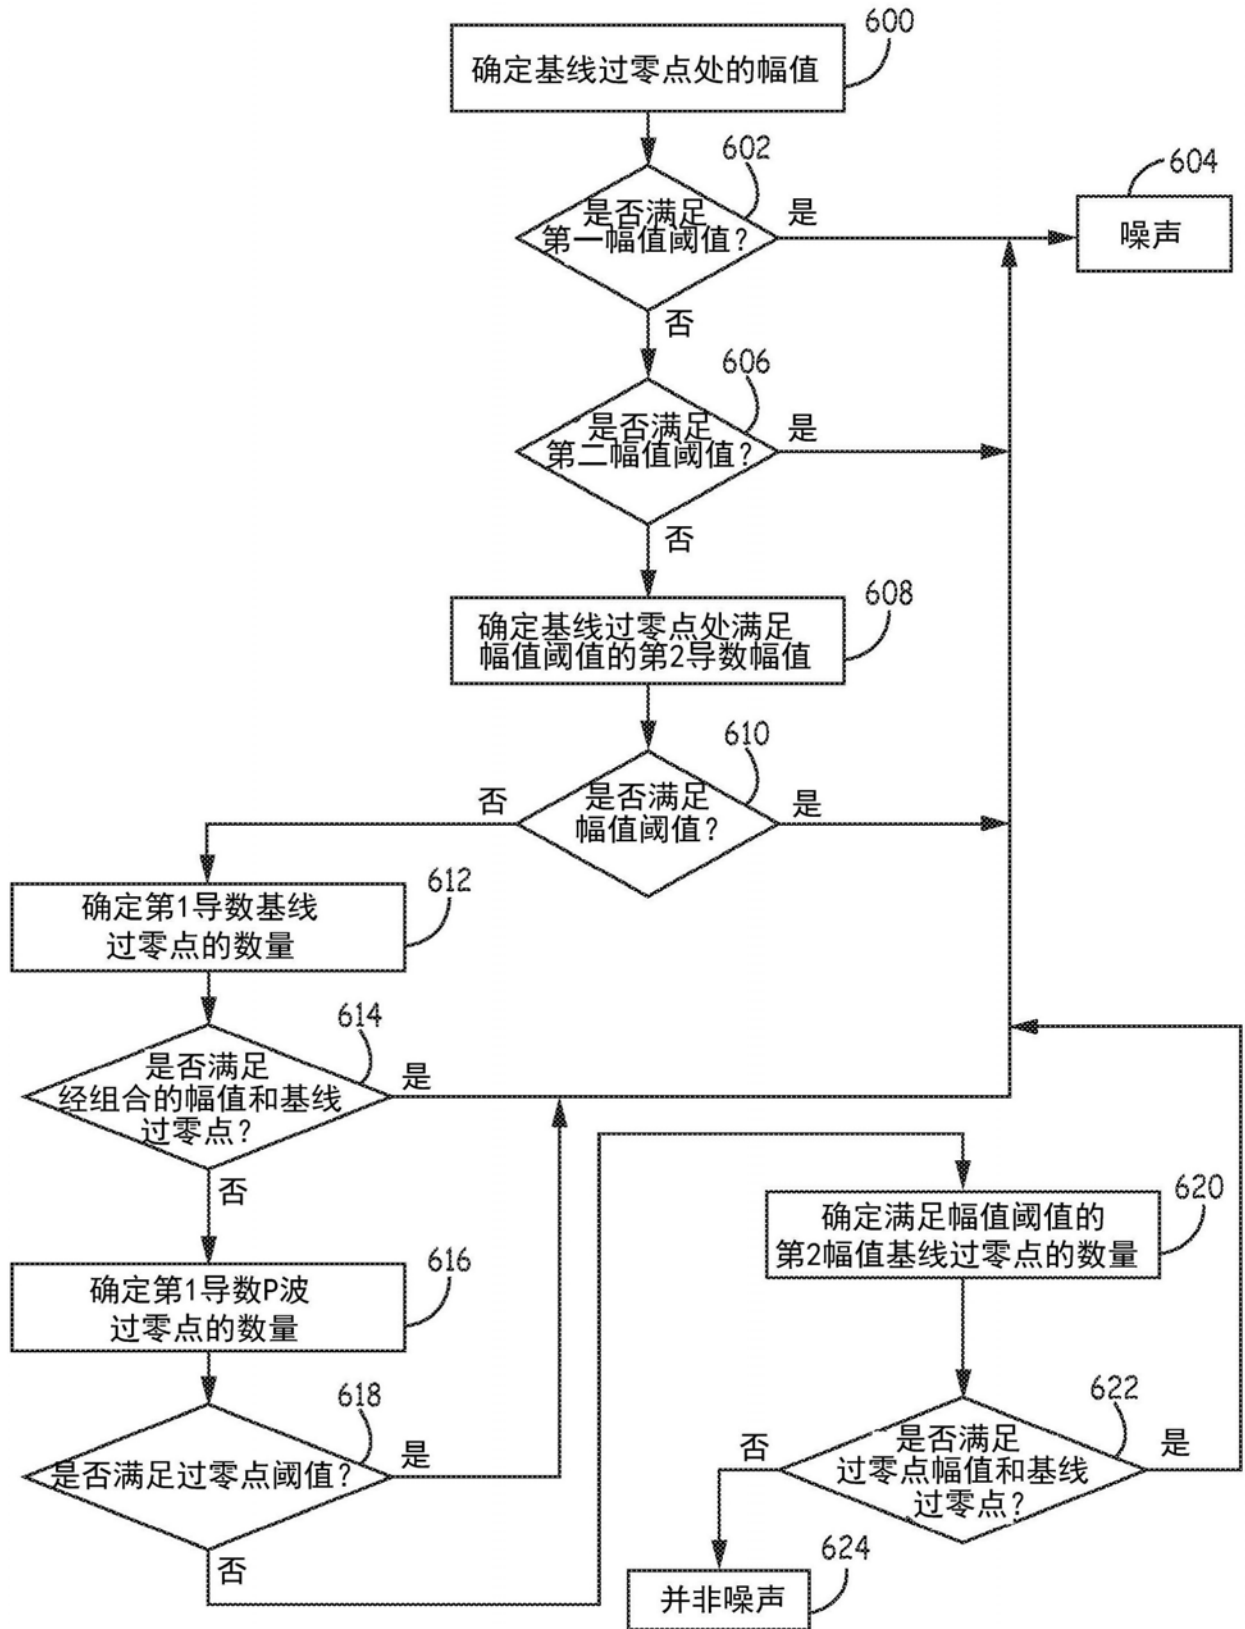 600
确定基线过零点处的幅值
602
604
是否满足
第一幅值阈值？
是
噪声
否
606
是否满足
第二幅值阈值？
是
否
608
确定基线过零点处满足
幅值阈值的第2导数幅值
610
否
是否满足
幅值阈值？
是
612
确定第1导数基线
过零点的数量
614
是否满足
经组合的幅值和基线
过零点？
是
否
620
确定满足幅值阈值的
第2幅值基线过零点的数量
616
确定第1导数P波
过零点的数量
618
是否满足过零点阈值？
是
否
622
否
是否满足
过零点幅值和基线
过零点？
是
624
并非噪声